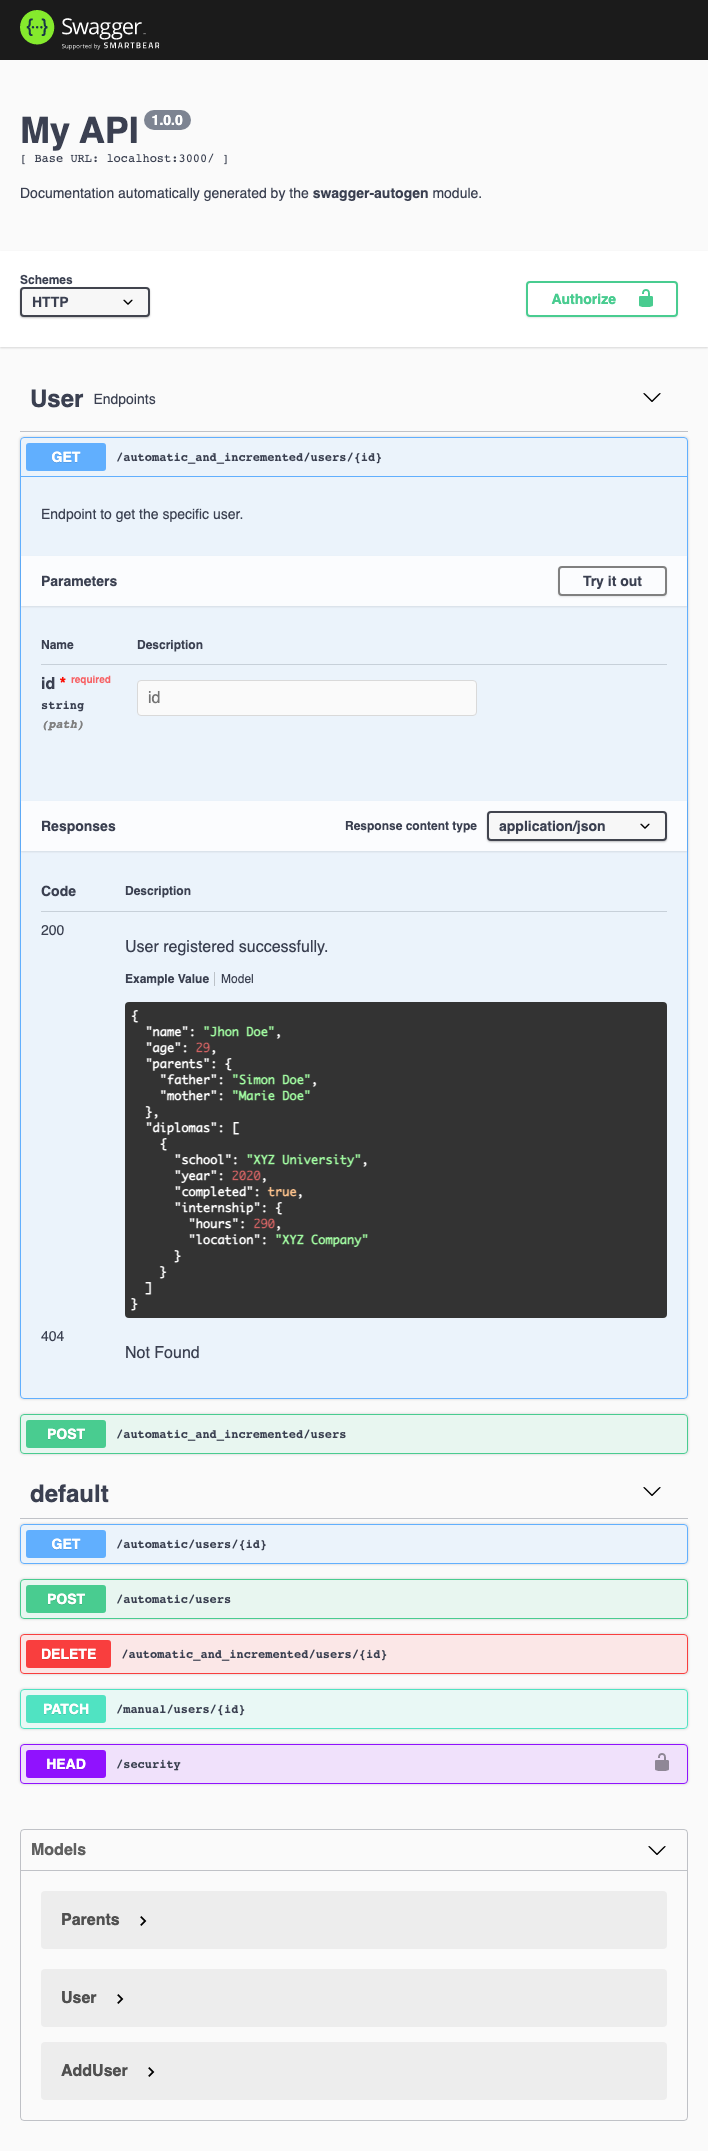 Swagger
Supported by SMARTBEAR
My API 1.0.0
[ Base URL: localhost:3000/ ]
Documentation automatically generated by the swagger-autogen module.
Schemes
HTTP
Authorize
User Endpoints
GET /automatic_and_incremented/users/{id}
Endpoint to get the specific user.
Parameters Try it out
Name Description
id * required
id
string
(path)
Responses Response content type application/json
Code Description
200
User registered successfully.
Example Value Model
{
  "name": "Jhon Doe",
  "age": 29,
  "parents": {
    "father": "Simon Doe",
    "mother": "Marie Doe"
  },
  "diplomas": [
    {
      "school": "XYZ University",
      "year": 2020,
      "completed": true,
      "internship": {
        "hours": 290,
        "location": "XYZ Company"
      }
    }
  ]
}
404
Not Found
POST /automatic_and_incremented/users
default
GET /automatic/users/{id}
POST /automatic/users
DELETE /automatic_and_incremented/users/{id}
PATCH /manual/users/{id}
HEAD /security
Models
Parents
User
AddUser